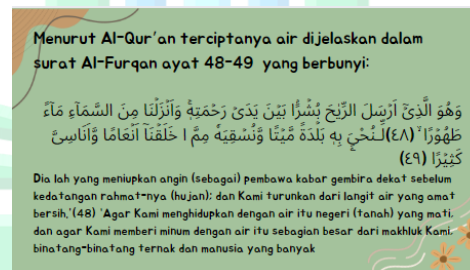 Menurut Al-Qur'an terciptanya air dijelaskan dalam
surat Al-Furqan ayat 48-49 yang berbunyi:
وَهُوَ الَّذِيْٓ اَرْسَلَ الرِّيٰحَ بُشْرًاۢ بَيْنَ يَدَيْ رَحْمَتِهٖۚ وَاَنْزَلْنَا مِنَ السَّمَاۤءِ مَاۤءً
طَهُوْرًا ۙ (٤٨)لِّنُحْيِ َۧ بِهٖ بَلْدَةً مَّيْتًا وَّنُسْقِيَهٗ مِمَّا خَلَقْنَآ اَنْعَامًا وَّاَنَاسِيَّ
كَثِيْرًا (٤٩)
Dia lah yang meniupkan angin (sebagai) pembawa kabar gembira dekat sebelum
kedatangan rahmat-nya (hujan); dan Kami turunkan dari langit air yang amat
bersih,'(48) 'Agar Kami menghidupkan dengan air itu negeri (tanah) yang mati,
dan agar Kami memberi minum dengan air itu sebagian besar dari makhluk Kami,
binatang-binatang ternak dan manusia yang banyak